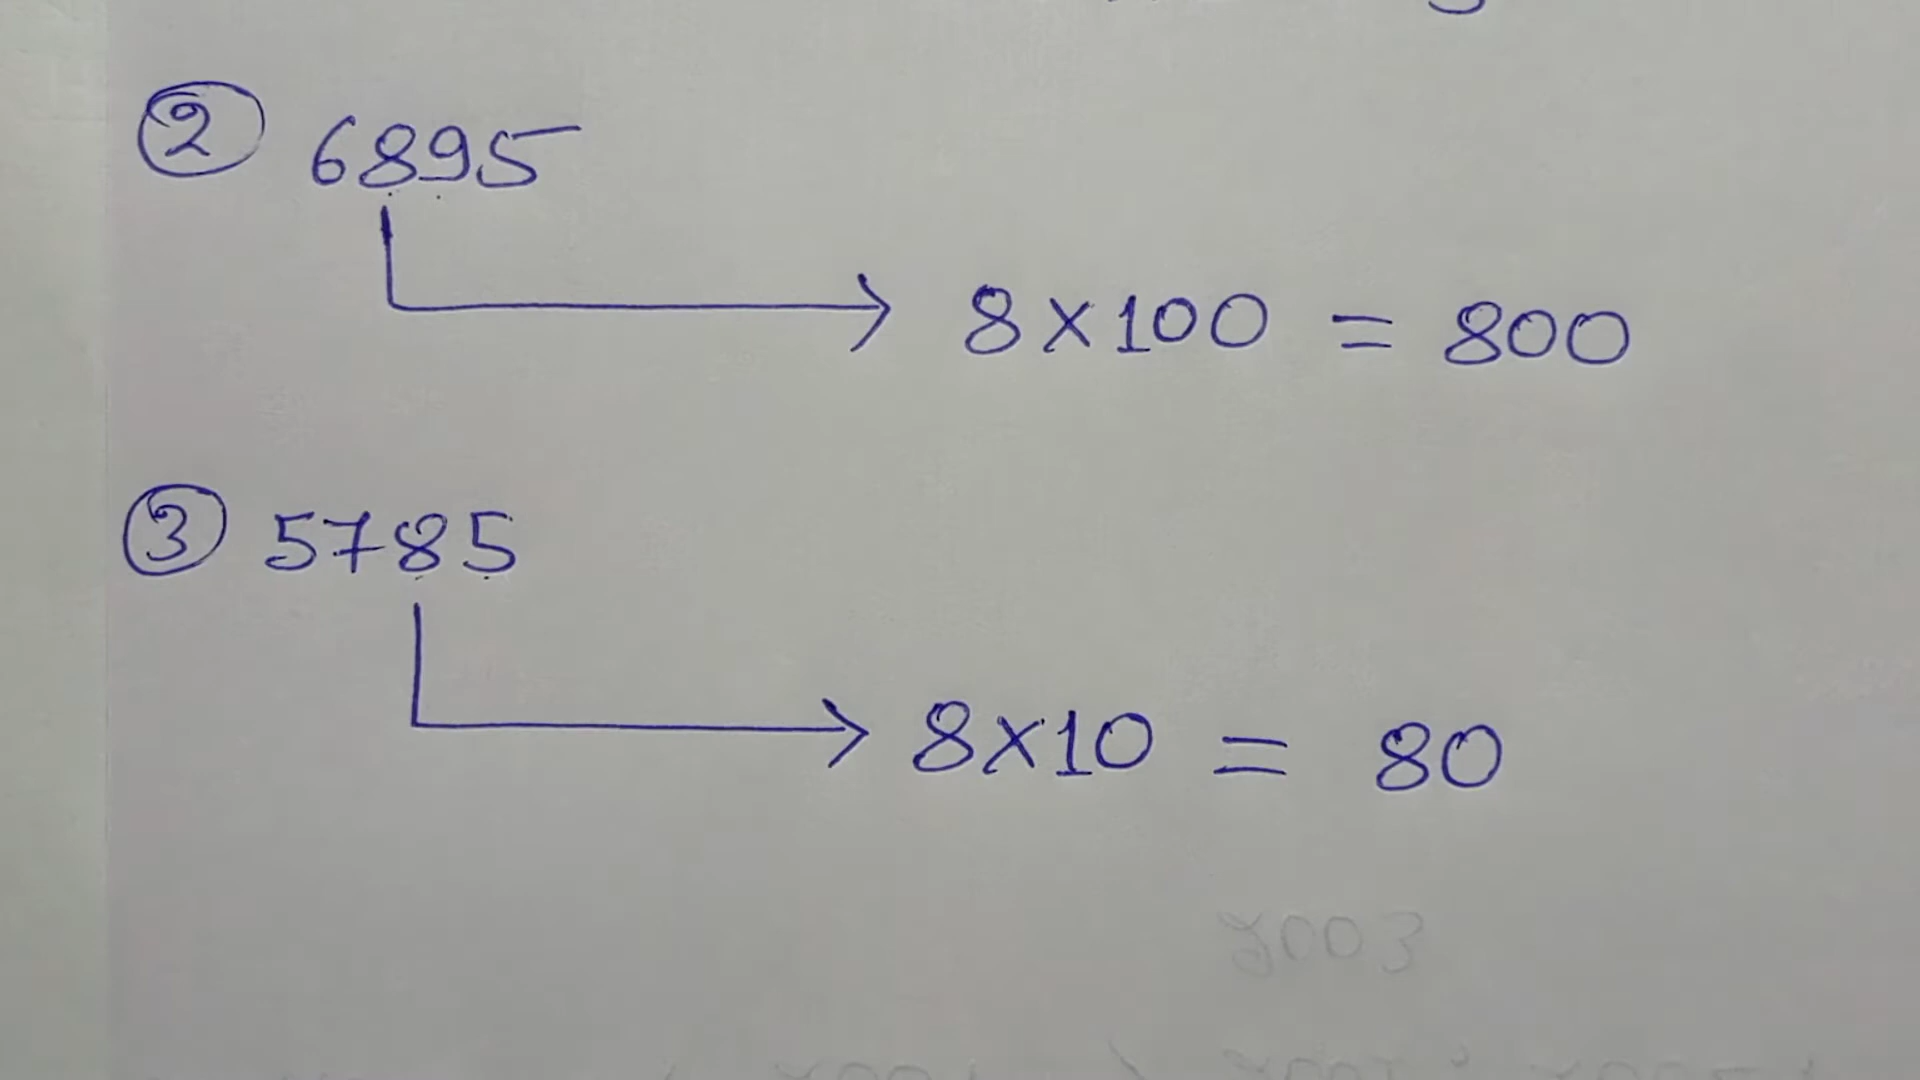 ② 6895
8×100 = 800
③ 5785
8×10 = 80